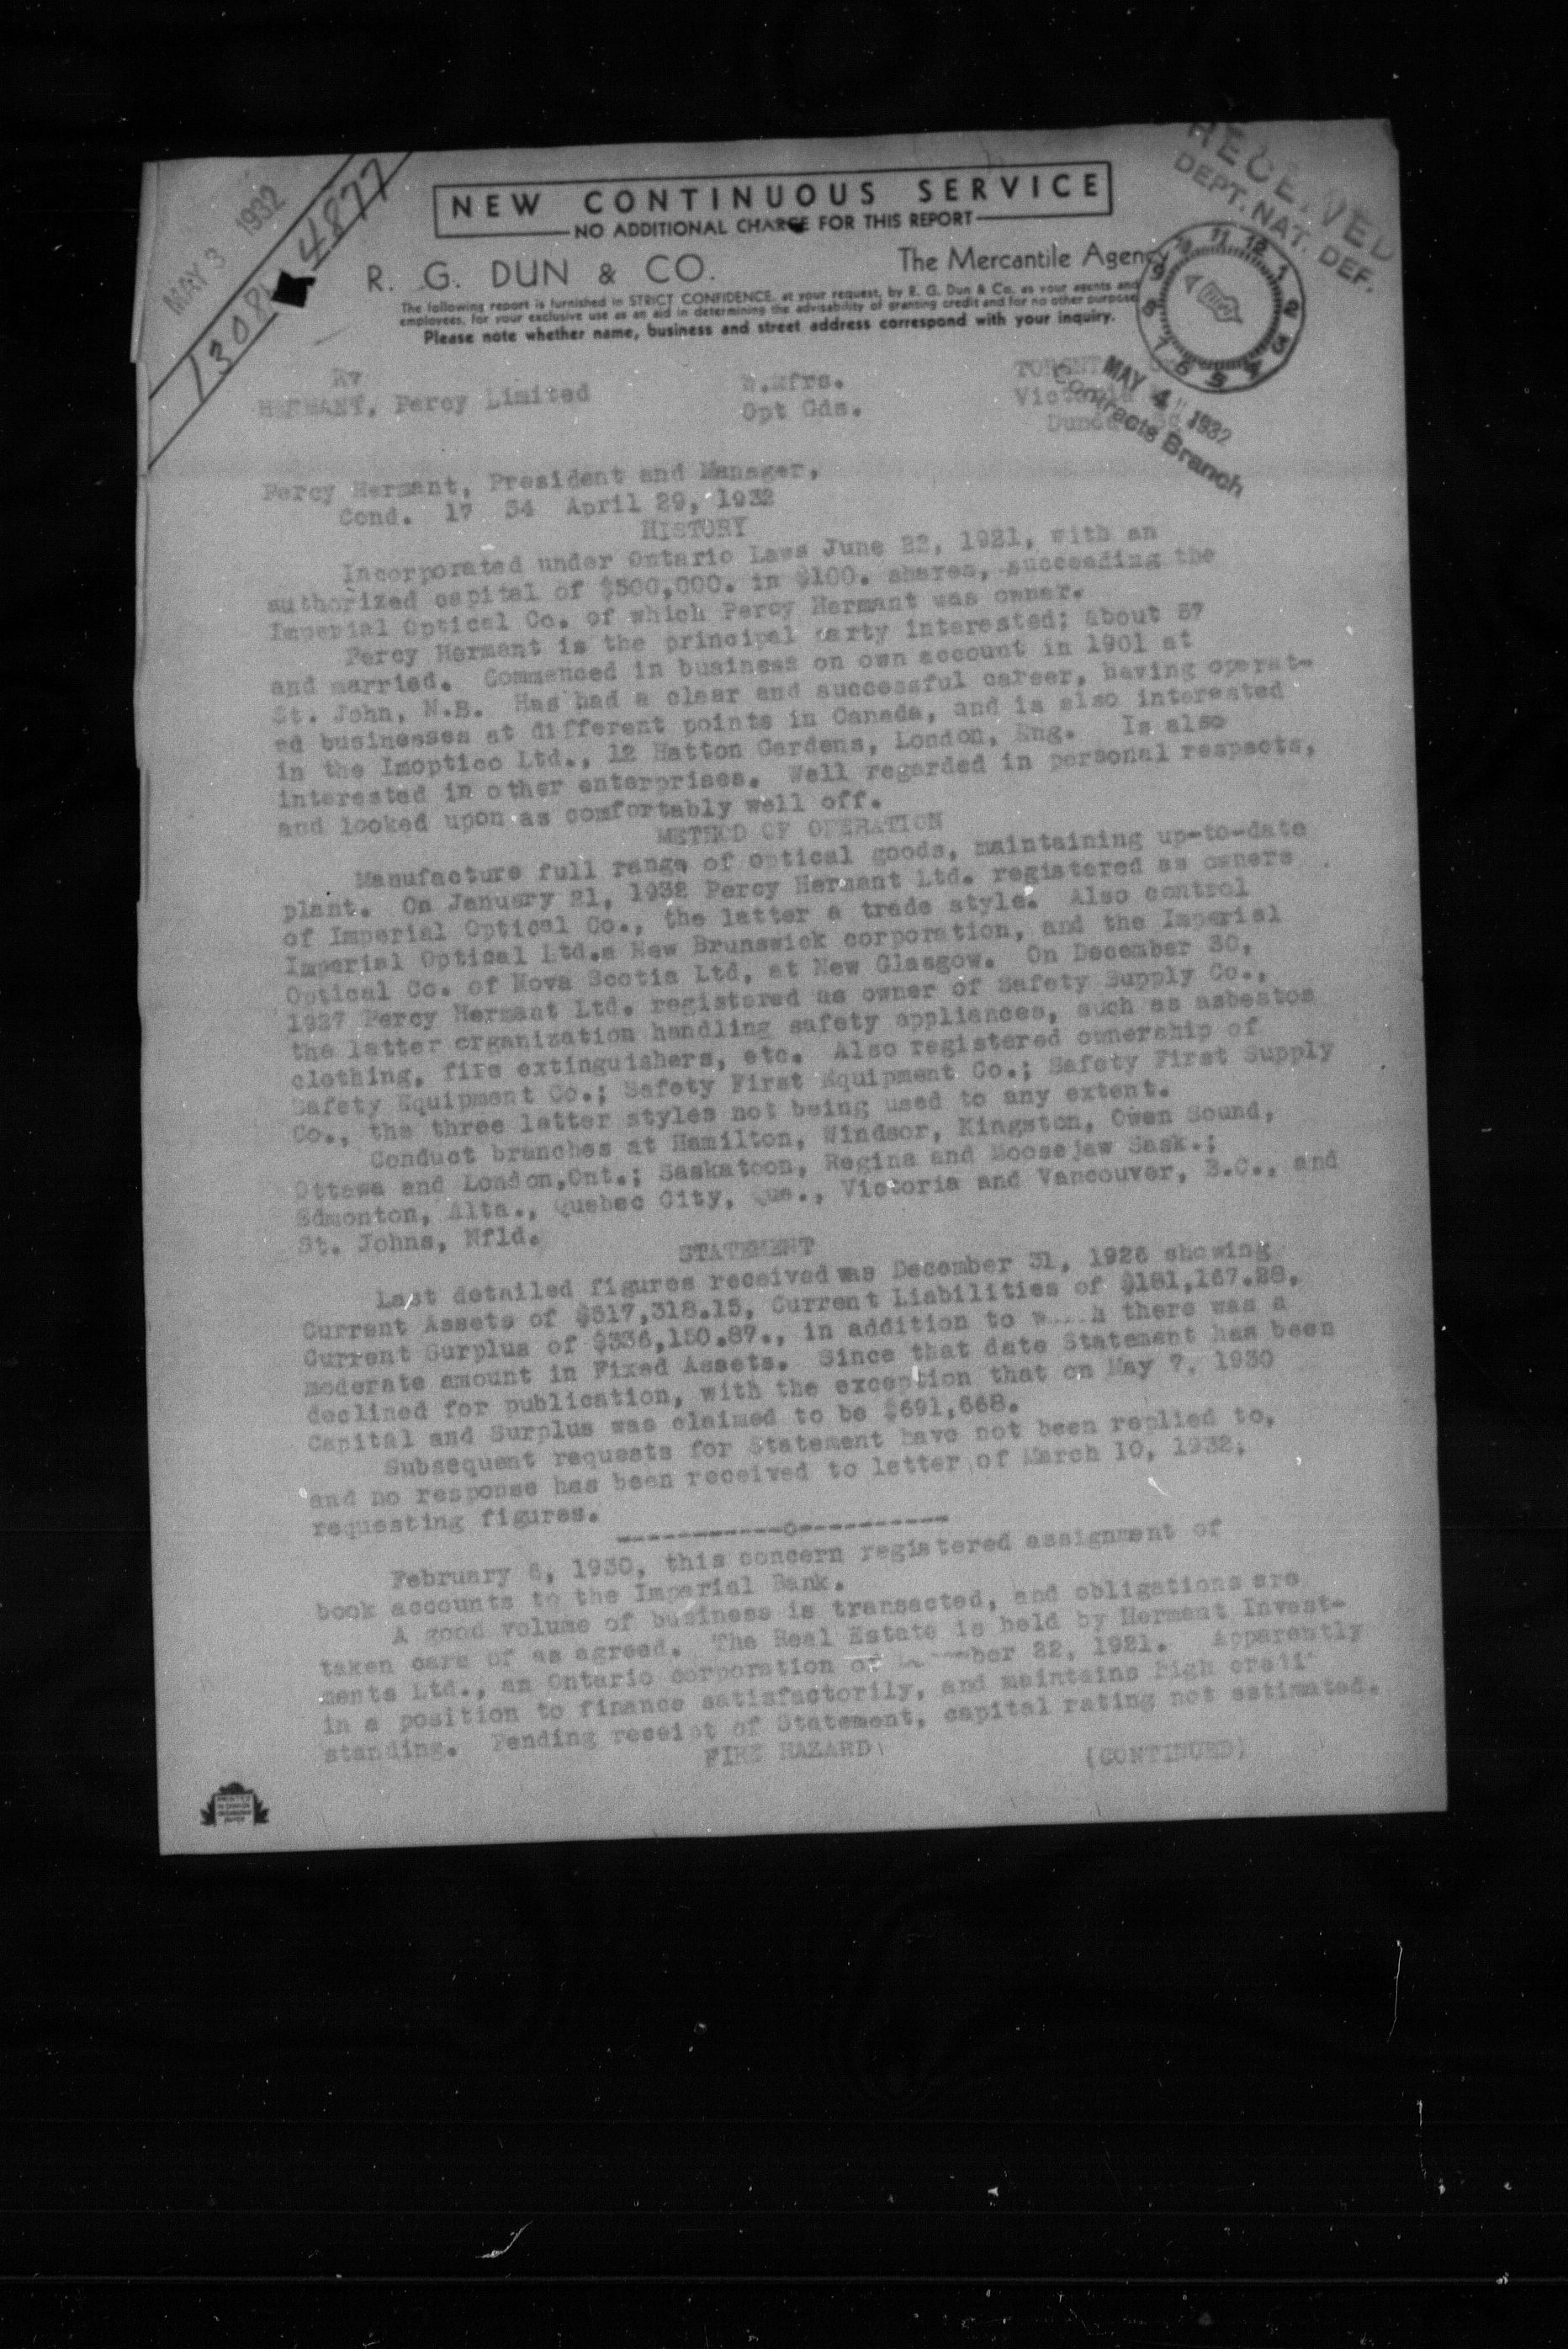 MAY 3 1932
4877
NEW CONTINUOUS SERVICE
NO ADDITIONAL CHARGE FOR THIS REPORT
RECEIVED
DEPT. NAT. DEF.
R. G. DUN & CO.
The Mercantile Agency
The following report is furnished in STRICT CONFIDENCE, at your request, by R. G. Dun & Co. as your agents and
employees, for your exclusive use as an aid in determining the advisability of granting credit and for no other purpose
Please note whether name, business and street address correspond with your inquiry.
11 12 1 2 3 4 5 6 7 8 9 10
MAY 4 1932
Contracts Branch
Rv
HERMANT, Percy Limited
W.Mfrs.
Opt Gds.
Percy Hermant, President and Manager,
Cond. 17 34 April 29, 1932
HISTORY
Incorporated under Ontario Laws June 22, 1921, with an
authorized capital of $500,000. in $100. shares, succeeding the
Imperial Optical Co. of which Percy Hermant was owner.
Percy Hermant is the principal party interested; about 57
and married. Commenced in business on own account in 1901 at
St. John, N.B. Has had a clear and successful career, having operat-
ed businesses at different points in Canada, and is also interested
in the Imoptico Ltd., 12 Hatton Gardens, London, Eng. Is also
interested in other enterprises. Well regarded in personal respects,
and looked upon as comfortably well off.
METHOD OF OPERATION
Manufacture full range of optical goods, maintaining up-to-date
plant. On January 21, 1932 Percy Hermant Ltd. registered as owners
of Imperial Optical Co., the latter a trade style. Also control
Imperial Optical Ltd.a New Brunswick corporation, and the Imperial
Optical Co. of Nova Scotia Ltd, at New Glasgow. On December 30,
1927 Percy Hermant Ltd. registered as owner of Safety Supply Co.,
the latter organization handling safety appliances, such as asbestos
clothing, fire extinguishers, etc. Also registered ownership of
Safety Equipment Co.; Safety First Equipment Co.; Safety First Supply
Co., the three latter styles not being used to any extent.
Conduct branches at Hamilton, Windsor, Kingston, Owen Sound,
Ottawa and London,Ont.; Saskatoon, Regina and Moosejaw Sask.;
Edmonton, Alta., Quebec City, Que., Victoria and Vancouver, B.C., and
St. Johns, Nfld.
STATEMENT
Last detailed figures received was December 31, 1926 showing
Current Assets of $517,318.15, Current Liabilities of $181,167.28,
Current Surplus of $336,150.87., in addition to there was a
moderate amount in Fixed Assets. Since that date Statement has been
declined for publication, with the exception that on May 7, 1930
Capital and Surplus was claimed to be $691,668.
Subsequent requests for Statement have not been replied to,
and no response has been received to letter of March 10, 1932,
requesting figures.
-----------o-----------
February 6, 1930, this concern registered assignment of
book accounts to the Imperial Bank.
A good volume of business is transacted, and obligations are
taken care of as agreed. The Real Estate is held by Hermant Invest-
ments Ltd., an Ontario corporation of 22, 1921. Apparently
in a position to finance satisfactorily, and maintains high credit
standing. Pending receipt of Statement, capital rating not estimated.
FIRE HAZARD
(CONTINUED)
PRINTED